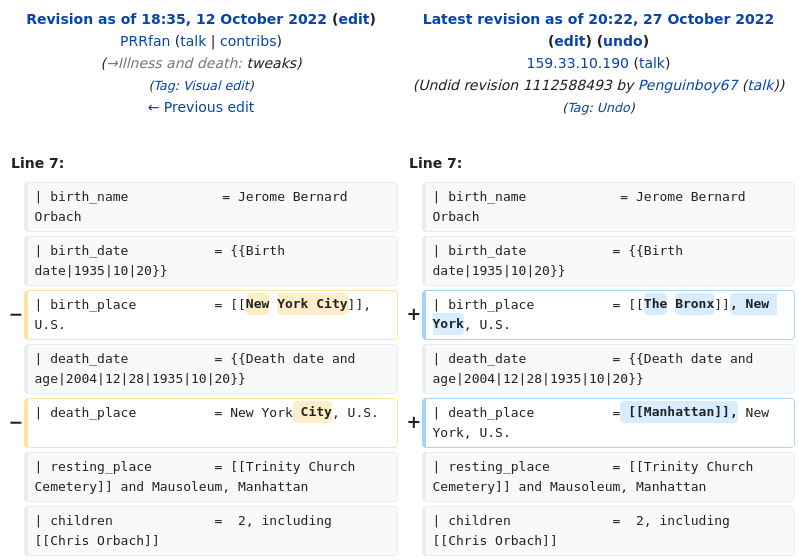 Revision as of 18:35, 12 October 2022 (edit)
PRRfan (talk | contribs)
(→Illness and death: tweaks)
(Tag: Visual edit)
← Previous edit
Latest revision as of 20:22, 27 October 2022
(edit) (undo)
159.33.10.190 (talk)
(Undid revision 1112588493 by Penguinboy67 (talk))
(Tag: Undo)
Line 7:
| birth_name            = Jerome Bernard
Orbach
| birth_date           = {{Birth
date|1935|10|20}}
− | birth_place          = [[New York City]],
U.S.
| death_date           = {{Death date and
age|2004|12|28|1935|10|20}}
− | death_place          = New York City, U.S.
| resting_place        = [[Trinity Church
Cemetery]] and Mausoleum, Manhattan
| children             =  2, including
[[Chris Orbach]]
Line 7:
| birth_name            = Jerome Bernard
Orbach
| birth_date           = {{Birth
date|1935|10|20}}
+ | birth_place          = [[The Bronx]], New
York, U.S.
| death_date           = {{Death date and
age|2004|12|28|1935|10|20}}
+ | death_place          = [[Manhattan]], New
York, U.S.
| resting_place        = [[Trinity Church
Cemetery]] and Mausoleum, Manhattan
| children             =  2, including
[[Chris Orbach]]